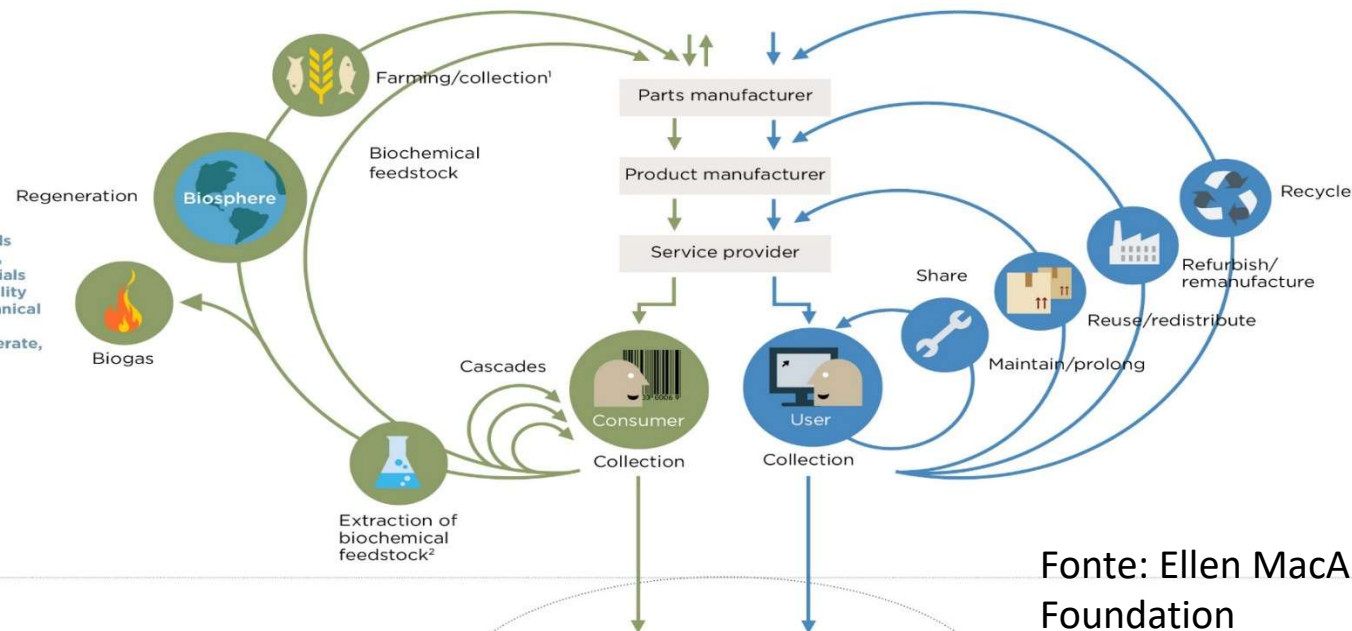 Farming/collection¹
Parts manufacturer
Biochemical
feedstock
Product manufacturer
Regeneration
Biosphere
Recycle
Service provider
Share
Refurbish/
remanufacture
Reuse/redistribute
Biogas
Cascades
Maintain/prolong
Consumer
User
Collection
Collection
Extraction of
biochemical
feedstock²
Fonte: Ellen MacA
Foundation